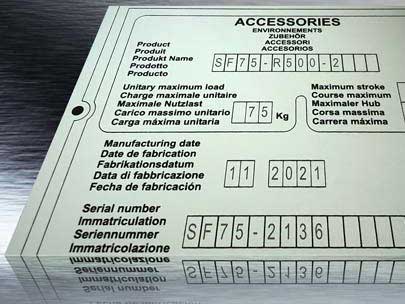 ACCESSORIES
ENVIRONNEMENTS
ZUBEHÖR
ACCESSORI
ACCESORIOS
Product
Produit
Produkt Name
Prodotto
Producto
SF75-R500-2
Unitary maximum load
Charge maximale unitaire
Maximale Nutzlast
Carico massimo unitario
Carga máxima unitaria
75 Kg
Maximum stroke
Course maximum
Maximaler Hub
Corsa massima
Carrera máxima
Manufacturing date
Date de fabrication
Fabrikationsdatum
Data di fabbricazione
Fecha de fabricación
11 2021
Serial number
Immatriculation
Seriennummer
Immatricolazione
SF75-2136